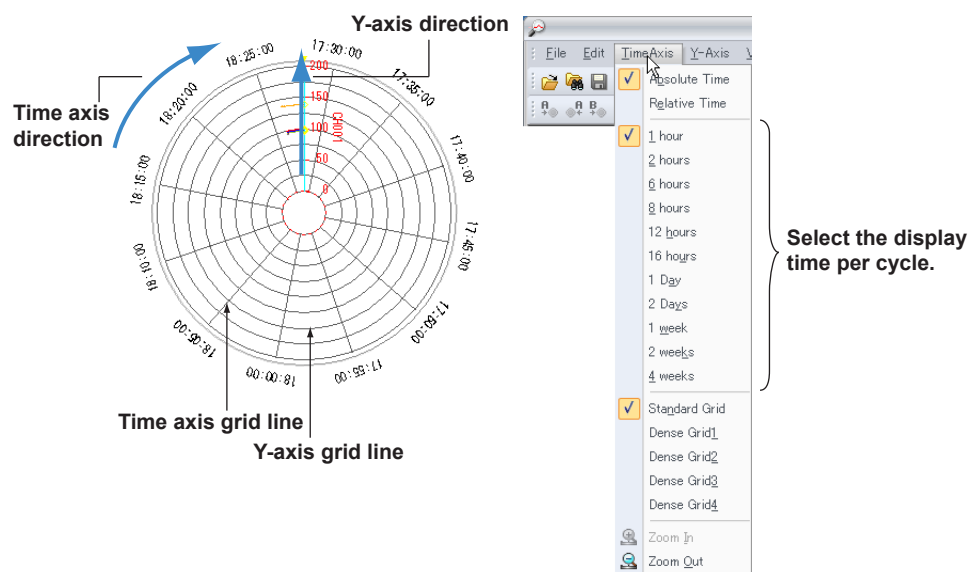 Y-axis direction
Time axis
direction
17:30:00
17:35:00
17:40:00
17:45:00
17:50:00
17:55:00
18:00:00
18:05:00
18:10:00
18:15:00
18:20:00
18:25:00
200
150
100
50
0
CH001
Time axis grid line
Y-axis grid line
File Edit TimeAxis Y-Axis
A A B
Absolute Time
Relative Time
1 hour
2 hours
6 hours
8 hours
12 hours
16 hours
1 Day
2 Days
1 week
2 weeks
4 weeks
Standard Grid
Dense Grid1
Dense Grid2
Dense Grid3
Dense Grid4
Zoom In
Zoom Out
Select the display
time per cycle.